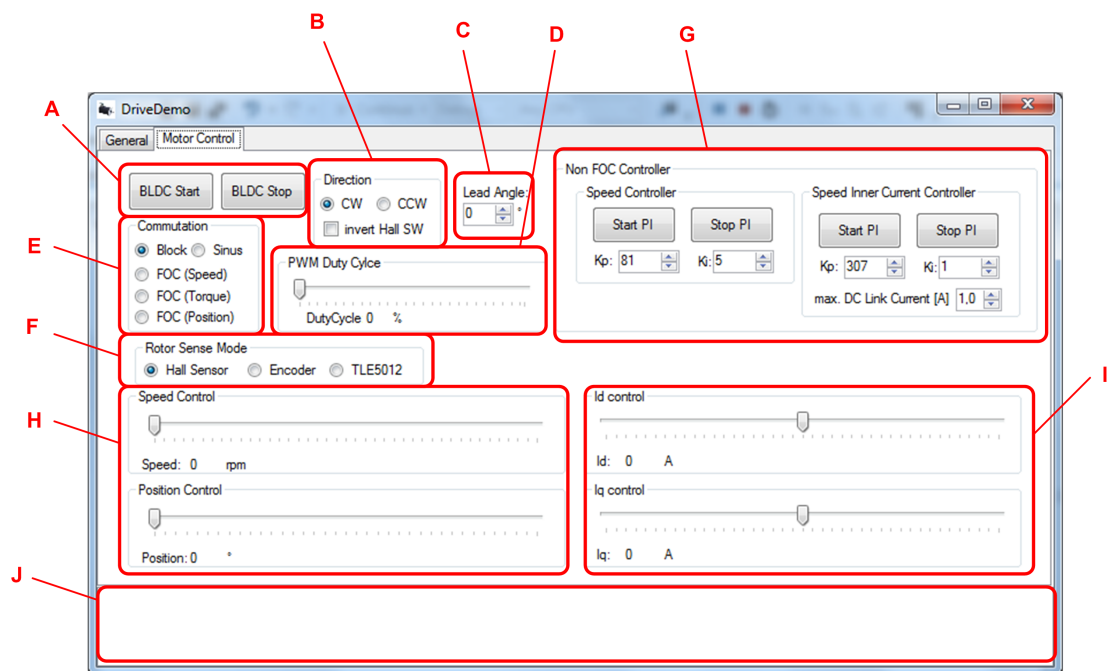 B
C
D
G
A
DriveDemo
General
Motor Control
BLDC Start
BLDC Stop
Direction
CW
CCW
invert Hall SW
Lead Angle:
0
°
Non FOC Controller
Speed Controller
Start PI
Stop PI
Kp: 81
Ki: 5
Speed Inner Current Controller
Start PI
Stop PI
Kp: 307
Ki: 1
max. DC Link Current [A] 1,0
E
Commutation
Block
Sinus
FOC (Speed)
FOC (Torque)
FOC (Position)
PWM Duty Cylce
DutyCycle 0 %
F
Rotor Sense Mode
Hall Sensor
Encoder
TLE5012
H
Speed Control
Speed: 0 rpm
Position Control
Position: 0 °
I
Id control
Id: 0 A
Iq control
Iq: 0 A
J